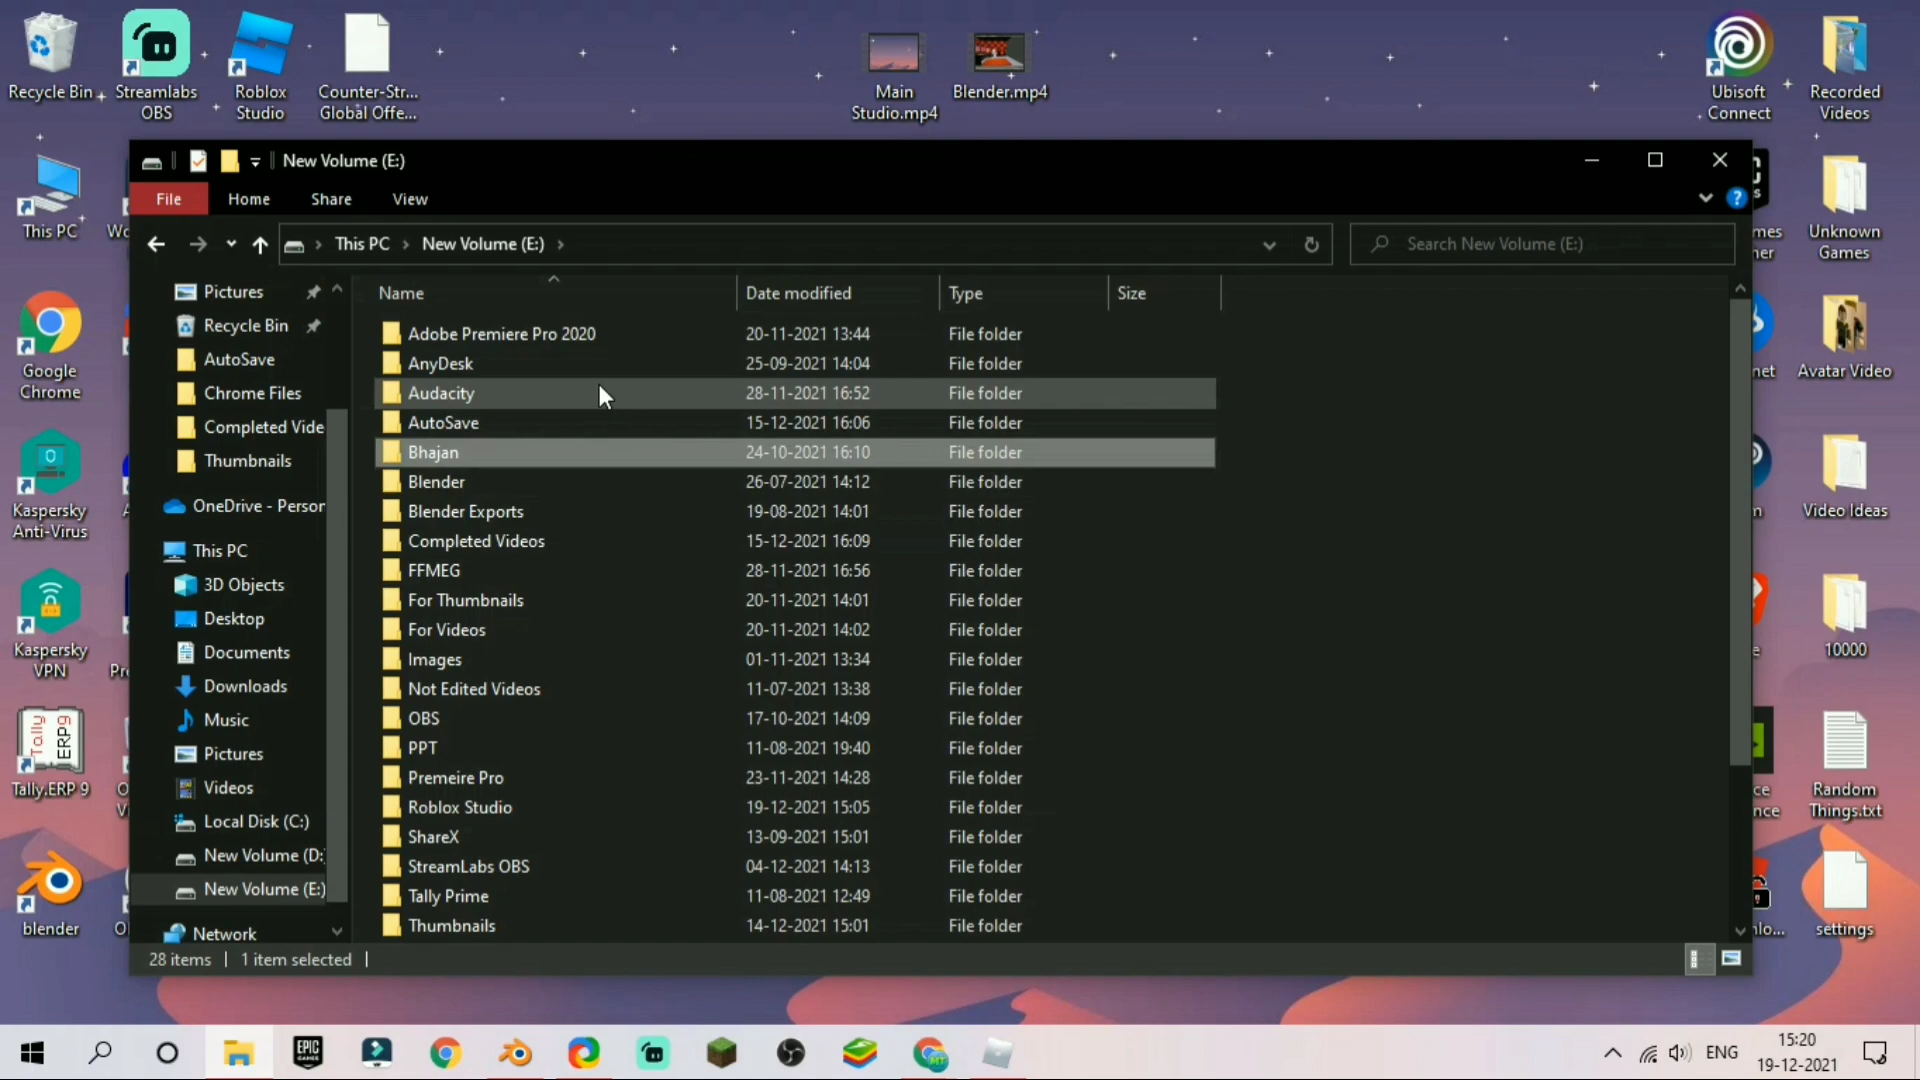 Recycle Bin
Streamlabs
OBS
Roblox
Studio
Counter-Str...
Global Offe...
Main
Studio.mp4
Blender.mp4
Ubisoft
Connect
Recorded
Videos
New Volume (E:)
File
Home
Share
View
This PC
New Volume (E:)
Search New Volume (E:)
Name
Date modified
Type
Size
Adobe Premiere Pro 2020 20-11-2021 13:44 File folder
AnyDesk 25-09-2021 14:04 File folder
Audacity 28-11-2021 16:52 File folder
AutoSave 15-12-2021 16:06 File folder
Bhajan 24-10-2021 16:10 File folder
Blender 26-07-2021 14:12 File folder
Blender Exports 19-08-2021 14:01 File folder
Completed Videos 15-12-2021 16:09 File folder
FFMEG 28-11-2021 16:56 File folder
For Thumbnails 20-11-2021 14:01 File folder
For Videos 20-11-2021 14:02 File folder
Images 01-11-2021 13:34 File folder
Not Edited Videos 11-07-2021 13:38 File folder
OBS 17-10-2021 14:09 File folder
PPT 11-08-2021 19:40 File folder
Premeire Pro 23-11-2021 14:28 File folder
Roblox Studio 19-12-2021 15:05 File folder
ShareX 13-09-2021 15:01 File folder
StreamLabs OBS 04-12-2021 14:13 File folder
Tally Prime 11-08-2021 12:49 File folder
Thumbnails 14-12-2021 15:01 File folder
Pictures
Recycle Bin
AutoSave
Chrome Files
Completed Vide
Thumbnails
OneDrive - Person
This PC
3D Objects
Desktop
Documents
Downloads
Music
Pictures
Videos
Local Disk (C:)
New Volume (D:
New Volume (E:)
Network
28 items
1 item selected
This PC
Google
Chrome
Kaspersky
Anti-Virus
Kaspersky
VPN
Tally
ERP9
Tally.ERP 9
blender
Unknown
Games
Avatar Video
Video Ideas
10000
Random
Things.txt
settings
EPIC
GAMES
ENG
15:20
19-12-2021